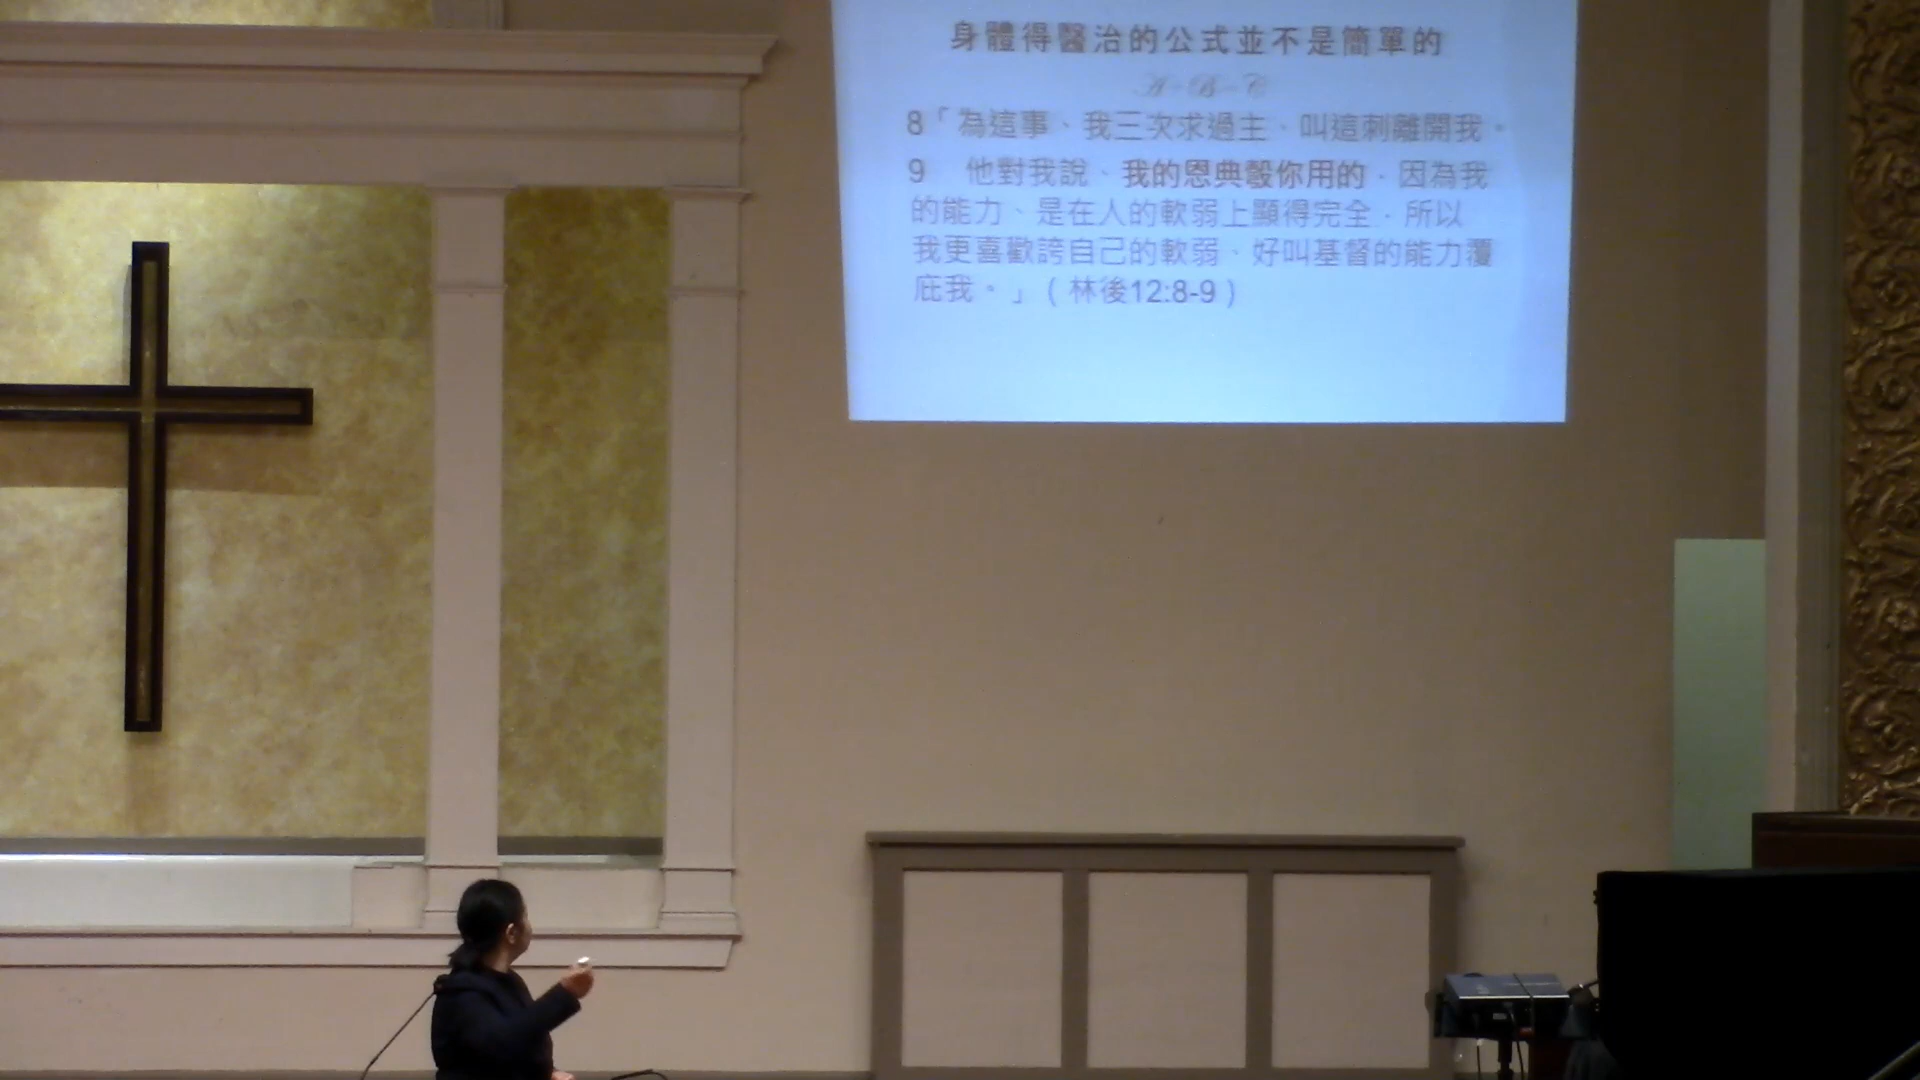 身體得醫治的公式並不是簡單的
A-B-C
8「為這事、我三次求過主、叫這刺離開我。
9 他對我說、我的恩典彀你用的．因為我
的能力、是在人的軟弱上顯得完全．所以
我更喜歡誇自己的軟弱、好叫基督的能力覆
庇我。」（林後12:8-9）